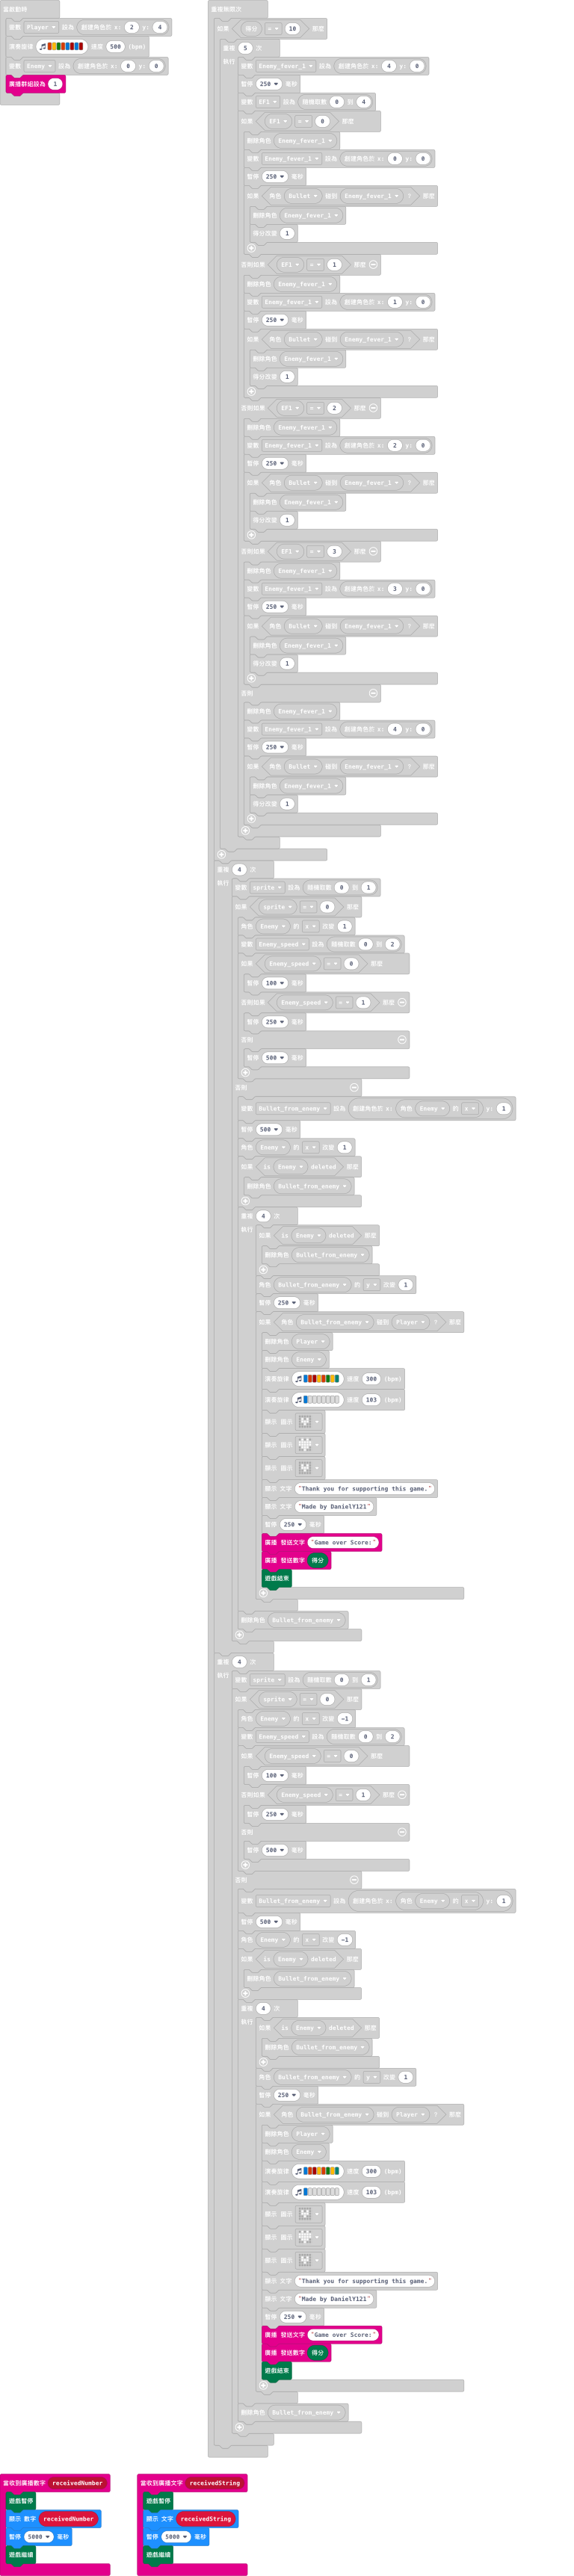 當啟動時
變數 Player 設為 創建角色於 x: 2 y: 4
演奏旋律 速度 500 (bpm)
變數 Enemy 設為 創建角色於 x: 0 y: 0
廣播群組設為 1
重複無限次
如果 得分 = 10 那麼
重複 5 次
執行 變數 Enemy_fever_1 設為 創建角色於 x: 4 y: 0
暫停 250 毫秒
變數 EF1 設為 隨機取數 0 到 4
如果 EF1 = 0 那麼
刪除角色 Enemy_fever_1
變數 Enemy_fever_1 設為 創建角色於 x: 0 y: 0
暫停 250 毫秒
如果 角色 Bullet 碰到 Enemy_fever_1 ? 那麼
刪除角色 Enemy_fever_1
得分改變 1
否則如果 EF1 = 1 那麼
刪除角色 Enemy_fever_1
變數 Enemy_fever_1 設為 創建角色於 x: 1 y: 0
暫停 250 毫秒
如果 角色 Bullet 碰到 Enemy_fever_1 ? 那麼
刪除角色 Enemy_fever_1
得分改變 1
否則如果 EF1 = 2 那麼
刪除角色 Enemy_fever_1
變數 Enemy_fever_1 設為 創建角色於 x: 2 y: 0
暫停 250 毫秒
如果 角色 Bullet 碰到 Enemy_fever_1 ? 那麼
刪除角色 Enemy_fever_1
得分改變 1
否則如果 EF1 = 3 那麼
刪除角色 Enemy_fever_1
變數 Enemy_fever_1 設為 創建角色於 x: 3 y: 0
暫停 250 毫秒
如果 角色 Bullet 碰到 Enemy_fever_1 ? 那麼
刪除角色 Enemy_fever_1
得分改變 1
否則
刪除角色 Enemy_fever_1
變數 Enemy_fever_1 設為 創建角色於 x: 4 y: 0
暫停 250 毫秒
如果 角色 Bullet 碰到 Enemy_fever_1 ? 那麼
刪除角色 Enemy_fever_1
得分改變 1
重複 4 次
執行 變數 sprite 設為 隨機取數 0 到 1
如果 sprite = 0 那麼
角色 Enemy 的 x 改變 1
變數 Enemy_speed 設為 隨機取數 0 到 2
如果 Enemy_speed = 0 那麼
暫停 100 毫秒
否則如果 Enemy_speed = 1 那麼
暫停 250 毫秒
否則
暫停 500 毫秒
否則
變數 Bullet_from_enemy 設為 創建角色於 x: 角色 Enemy 的 x y: 1
暫停 500 毫秒
角色 Enemy 的 x 改變 1
如果 is Enemy deleted 那麼
刪除角色 Bullet_from_enemy
重複 4 次
執行 如果 is Enemy deleted 那麼
刪除角色 Bullet_from_enemy
角色 Bullet_from_enemy 的 y 改變 1
暫停 250 毫秒
如果 角色 Bullet_from_enemy 碰到 Player ? 那麼
刪除角色 Player
刪除角色 Enemy
演奏旋律 速度 300 (bpm)
演奏旋律 速度 103 (bpm)
顯示 圖示
顯示 圖示
顯示 圖示
顯示 文字 "Thank you for supporting this game."
顯示 文字 "Made by DanielY121"
暫停 250 毫秒
廣播 發送文字 "Game over Score:"
廣播 發送數字 得分
遊戲結束
刪除角色 Bullet_from_enemy
重複 4 次
執行 變數 sprite 設為 隨機取數 0 到 1
如果 sprite = 0 那麼
角色 Enemy 的 x 改變 -1
變數 Enemy_speed 設為 隨機取數 0 到 2
如果 Enemy_speed = 0 那麼
暫停 100 毫秒
否則如果 Enemy_speed = 1 那麼
暫停 250 毫秒
否則
暫停 500 毫秒
否則
變數 Bullet_from_enemy 設為 創建角色於 x: 角色 Enemy 的 x y: 1
暫停 500 毫秒
角色 Enemy 的 x 改變 -1
如果 is Enemy deleted 那麼
刪除角色 Bullet_from_enemy
重複 4 次
執行 如果 is Enemy deleted 那麼
刪除角色 Bullet_from_enemy
角色 Bullet_from_enemy 的 y 改變 1
暫停 250 毫秒
如果 角色 Bullet_from_enemy 碰到 Player ? 那麼
刪除角色 Player
刪除角色 Enemy
演奏旋律 速度 300 (bpm)
演奏旋律 速度 103 (bpm)
顯示 圖示
顯示 圖示
顯示 圖示
顯示 文字 "Thank you for supporting this game."
顯示 文字 "Made by DanielY121"
暫停 250 毫秒
廣播 發送文字 "Game over Score:"
廣播 發送數字 得分
遊戲結束
刪除角色 Bullet_from_enemy
當收到廣播數字 receivedNumber
遊戲暫停
顯示 數字 receivedNumber
暫停 5000 毫秒
遊戲繼續
當收到廣播文字 receivedString
遊戲暫停
顯示 文字 receivedString
暫停 5000 毫秒
遊戲繼續